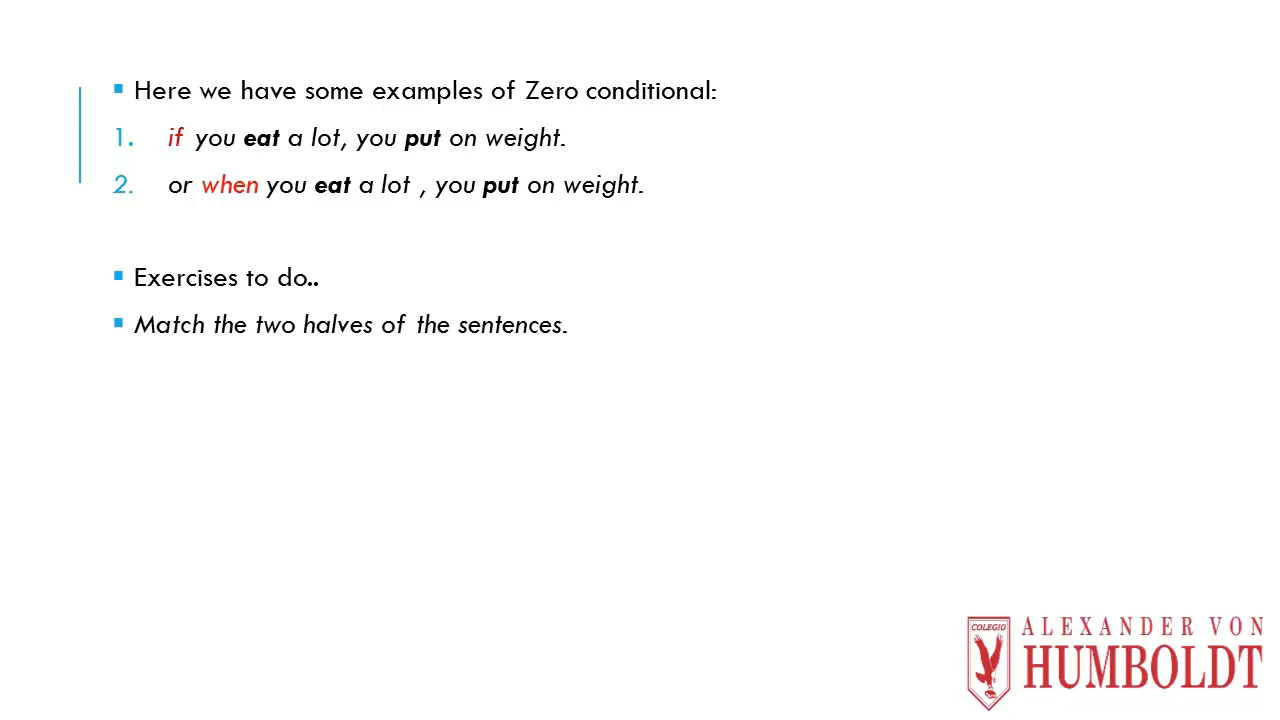 Here we have some examples of Zero conditional:
1. if you eat a lot, you put on weight.
2. or when you eat a lot , you put on weight.
Exercises to do..
Match the two halves of the sentences.
COLEGIO
ALEXANDER VON
HUMBOLDT